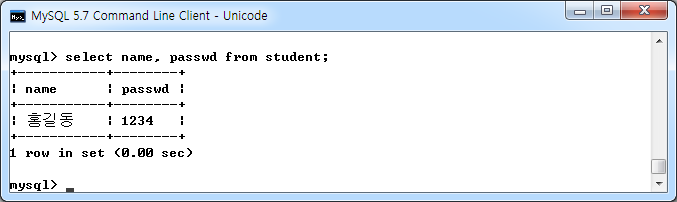 MySQL 5.7 Command Line Client - Unicode
mysql> select name, passwd from student;
+-----------+--------+
| name      | passwd |
+-----------+--------+
| 홍길동    | 1234   |
+-----------+--------+
1 row in set (0.00 sec)
mysql>